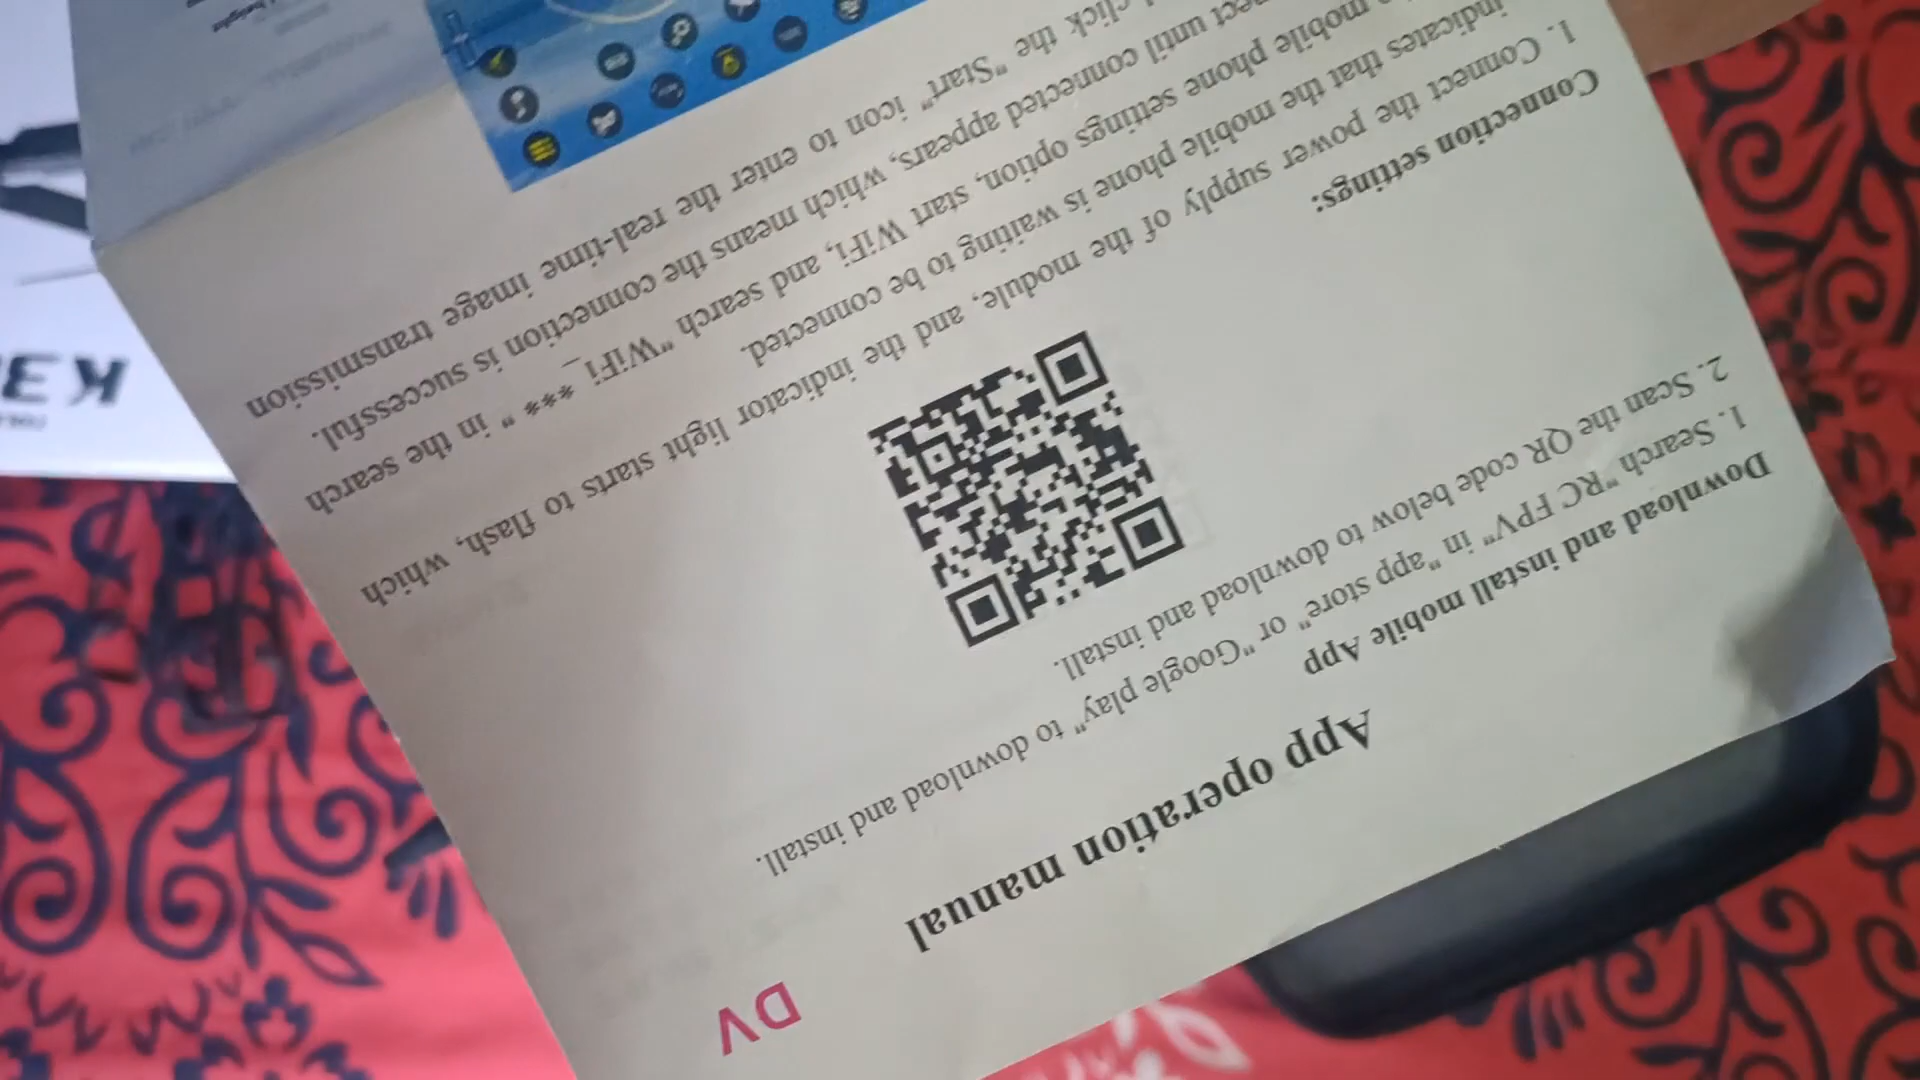 DV
App operation manual
Download and install mobile App
1. Search "RC FPV" in "app store" or "Google play" to download and install.
2. Scan the QR code below to download and install.
Connection settings:
1. Connect the power supply of the module, and the indicator light starts to flash, which
indicates that the mobile phone is waiting to be connected.
mobile phone settings option, start WiFi, and search "WiFi_ ***" in the search
until connected appears, which means the connection is successful.
click the "Start" icon to enter the real-time image transmission
K3